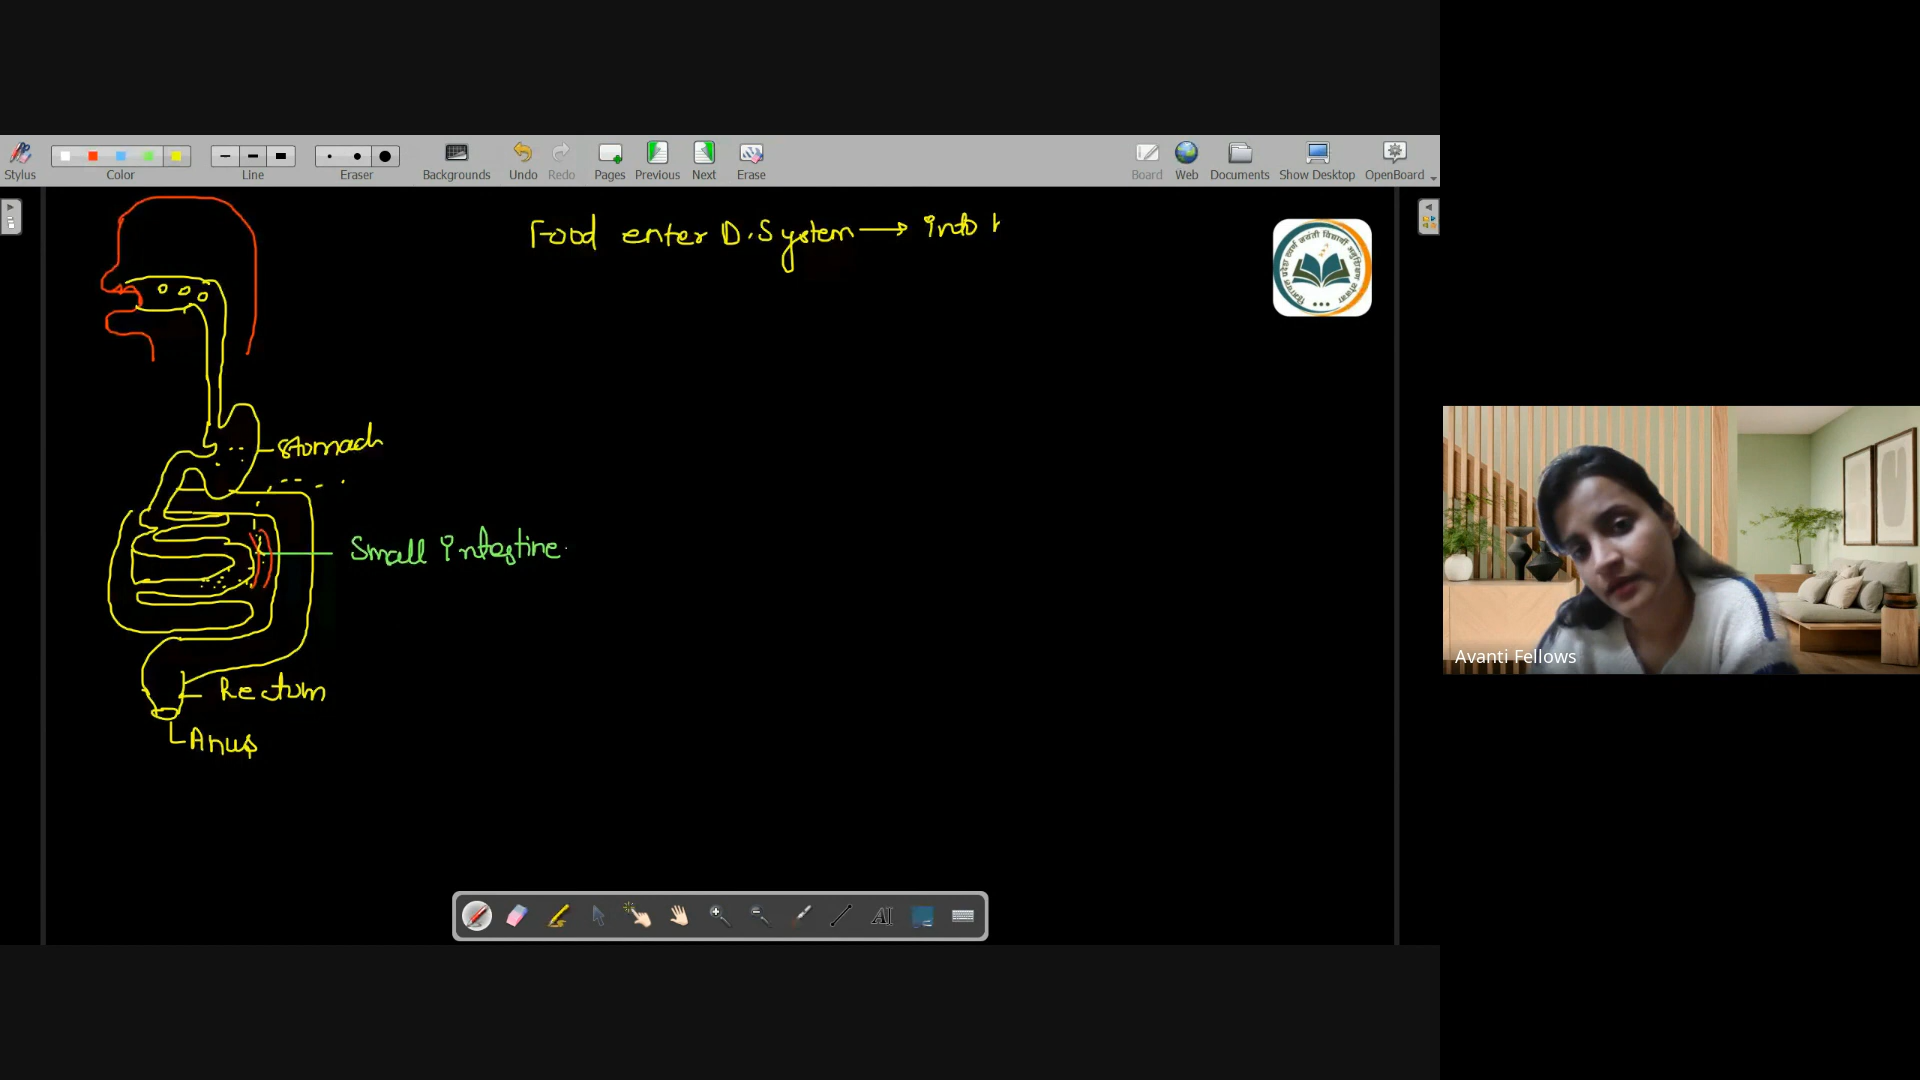 Stylus
Color
Line
Eraser
Backgrounds
Undo
Redo
Pages
Previous
Next
Erase
Board
Web
Documents
Show Desktop
OpenBoard
Food enter D.System → into
Stomach
Small intestine
Rectum
Anus
Avanti Fellows